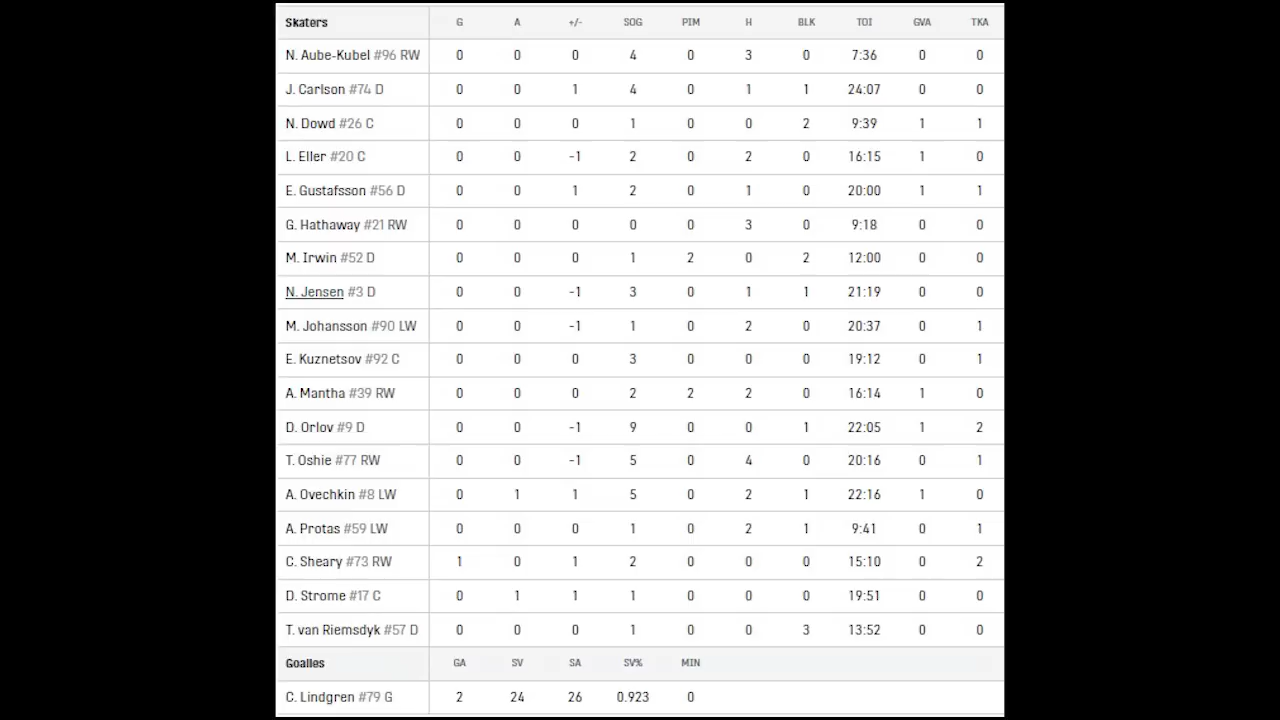 Skaters G A +/- SOG PIM H BLK TOI GVA TKA
N. Aube-Kubel #96 RW 0 0 0 4 0 3 0 7:36 0 0
J. Carlson #74 D 0 0 1 4 0 1 1 24:07 0 0
N. Dowd #26 C 0 0 0 1 0 0 2 9:39 1 1
L. Eller #20 C 0 0 -1 2 0 2 0 16:15 1 0
E. Gustafsson #56 D 0 0 1 2 0 1 0 20:00 1 1
G. Hathaway #21 RW 0 0 0 0 0 3 0 9:18 0 0
M. Irwin #52 D 0 0 0 1 2 0 2 12:00 0 0
N. Jensen #3 D 0 0 -1 3 0 1 1 21:19 0 0
M. Johansson #90 LW 0 0 -1 1 0 2 0 20:37 0 1
E. Kuznetsov #92 C 0 0 0 3 0 0 0 19:12 0 1
A. Mantha #39 RW 0 0 0 2 2 2 0 16:14 1 0
D. Orlov #9 D 0 0 -1 9 0 0 1 22:05 1 2
T. Oshie #77 RW 0 0 -1 5 0 4 0 20:16 0 1
A. Ovechkin #8 LW 0 1 1 5 0 2 1 22:16 1 0
A. Protas #59 LW 0 0 0 1 0 2 1 9:41 0 1
C. Sheary #73 RW 1 0 1 2 0 0 0 15:10 0 2
D. Strome #17 C 0 1 1 1 0 0 0 19:51 0 0
T. van Riemsdyk #57 D 0 0 0 1 0 0 3 13:52 0 0
Goalies GA SV SA SV% MIN
C. Lindgren #79 G 2 24 26 0.923 0